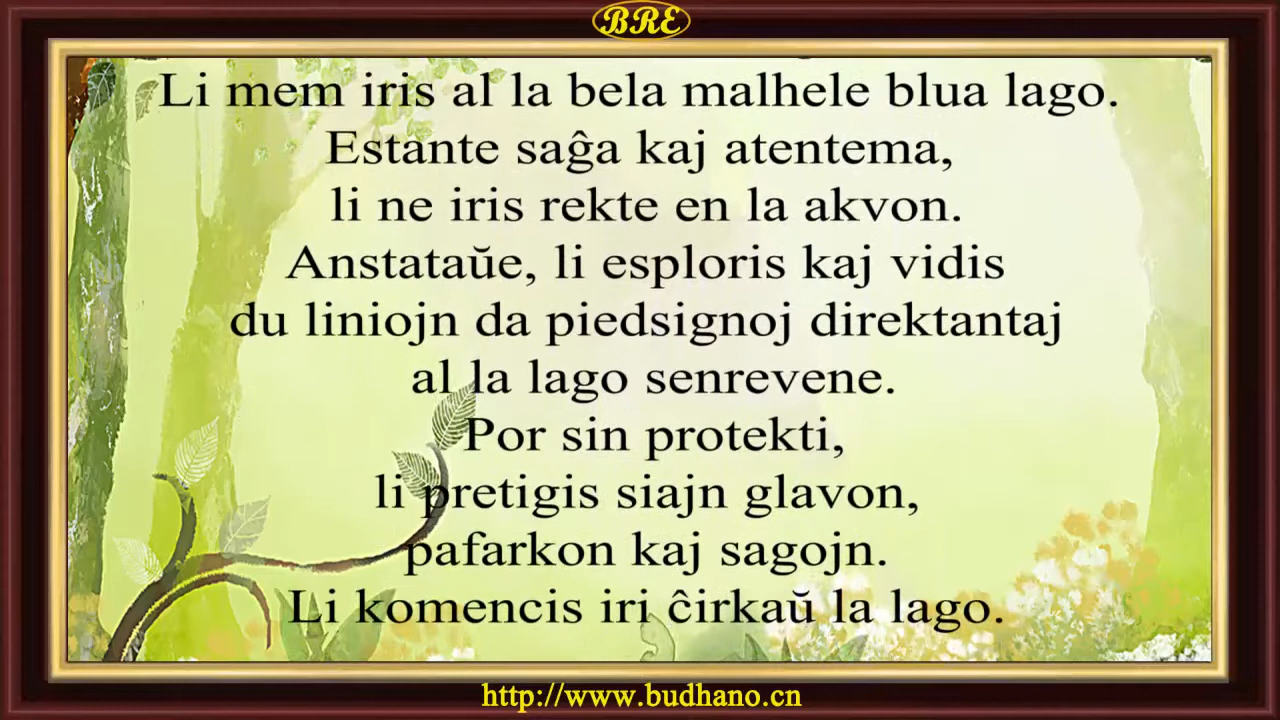 BRE
Li mem iris al la bela malhele blua lago.
Estante saĝa kaj atentema,
li ne iris rekte en la akvon.
Anstataŭe, li esploris kaj vidis
du liniojn da piedsignoj direktantaj
al la lago senrevene.
Por sin protekti,
li pretigis siajn glavon,
pafarkon kaj sagojn.
Li komencis iri ĉirkaŭ la lago.
http://www.budhano.cn